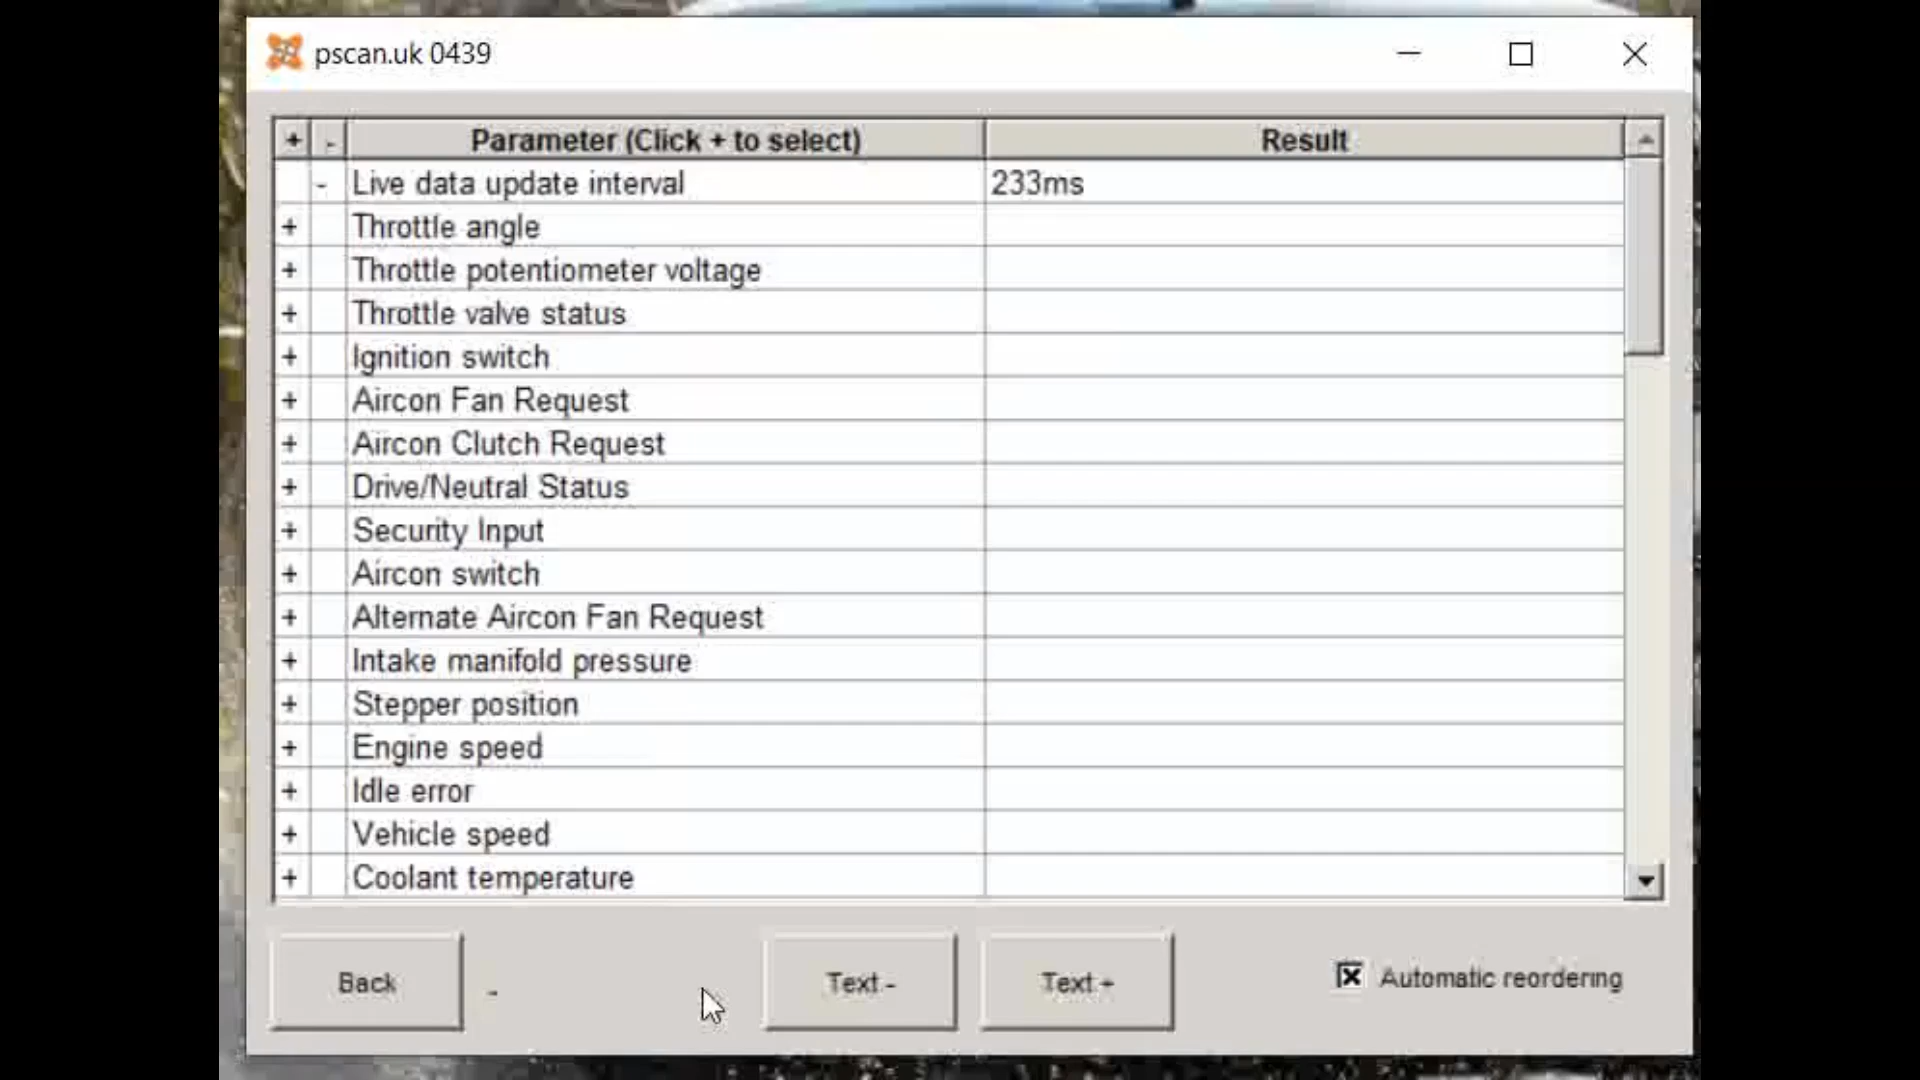 pscan.uk 0439
+ - Parameter (Click + to select) Result
- Live data update interval 233ms
+ Throttle angle
+ Throttle potentiometer voltage
+ Throttle valve status
+ Ignition switch
+ Aircon Fan Request
+ Aircon Clutch Request
+ Drive/Neutral Status
+ Security Input
+ Aircon switch
+ Alternate Aircon Fan Request
+ Intake manifold pressure
+ Stepper position
+ Engine speed
+ Idle error
+ Vehicle speed
+ Coolant temperature
Back - Text - Text + Automatic reordering